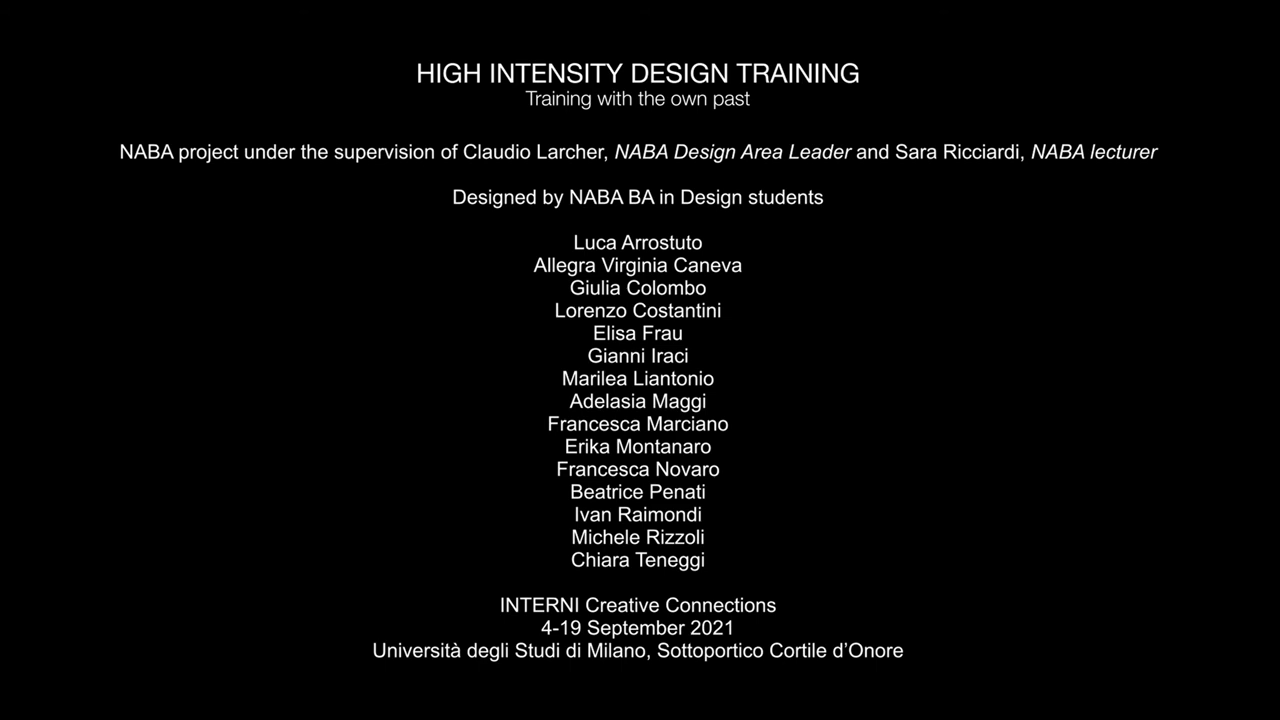 HIGH INTENSITY DESIGN TRAINING
Training with the own past
NABA project under the supervision of Claudio Larcher, NABA Design Area Leader and Sara Ricciardi, NABA lecturer
Designed by NABA BA in Design students
Luca Arrostuto
Allegra Virginia Caneva
Giulia Colombo
Lorenzo Costantini
Elisa Frau
Gianni Iraci
Marilea Liantonio
Adelasia Maggi
Francesca Marciano
Erika Montanaro
Francesca Novaro
Beatrice Penati
Ivan Raimondi
Michele Rizzoli
Chiara Teneggi
INTERNI Creative Connections
4-19 September 2021
Università degli Studi di Milano, Sottoportico Cortile d’Onore